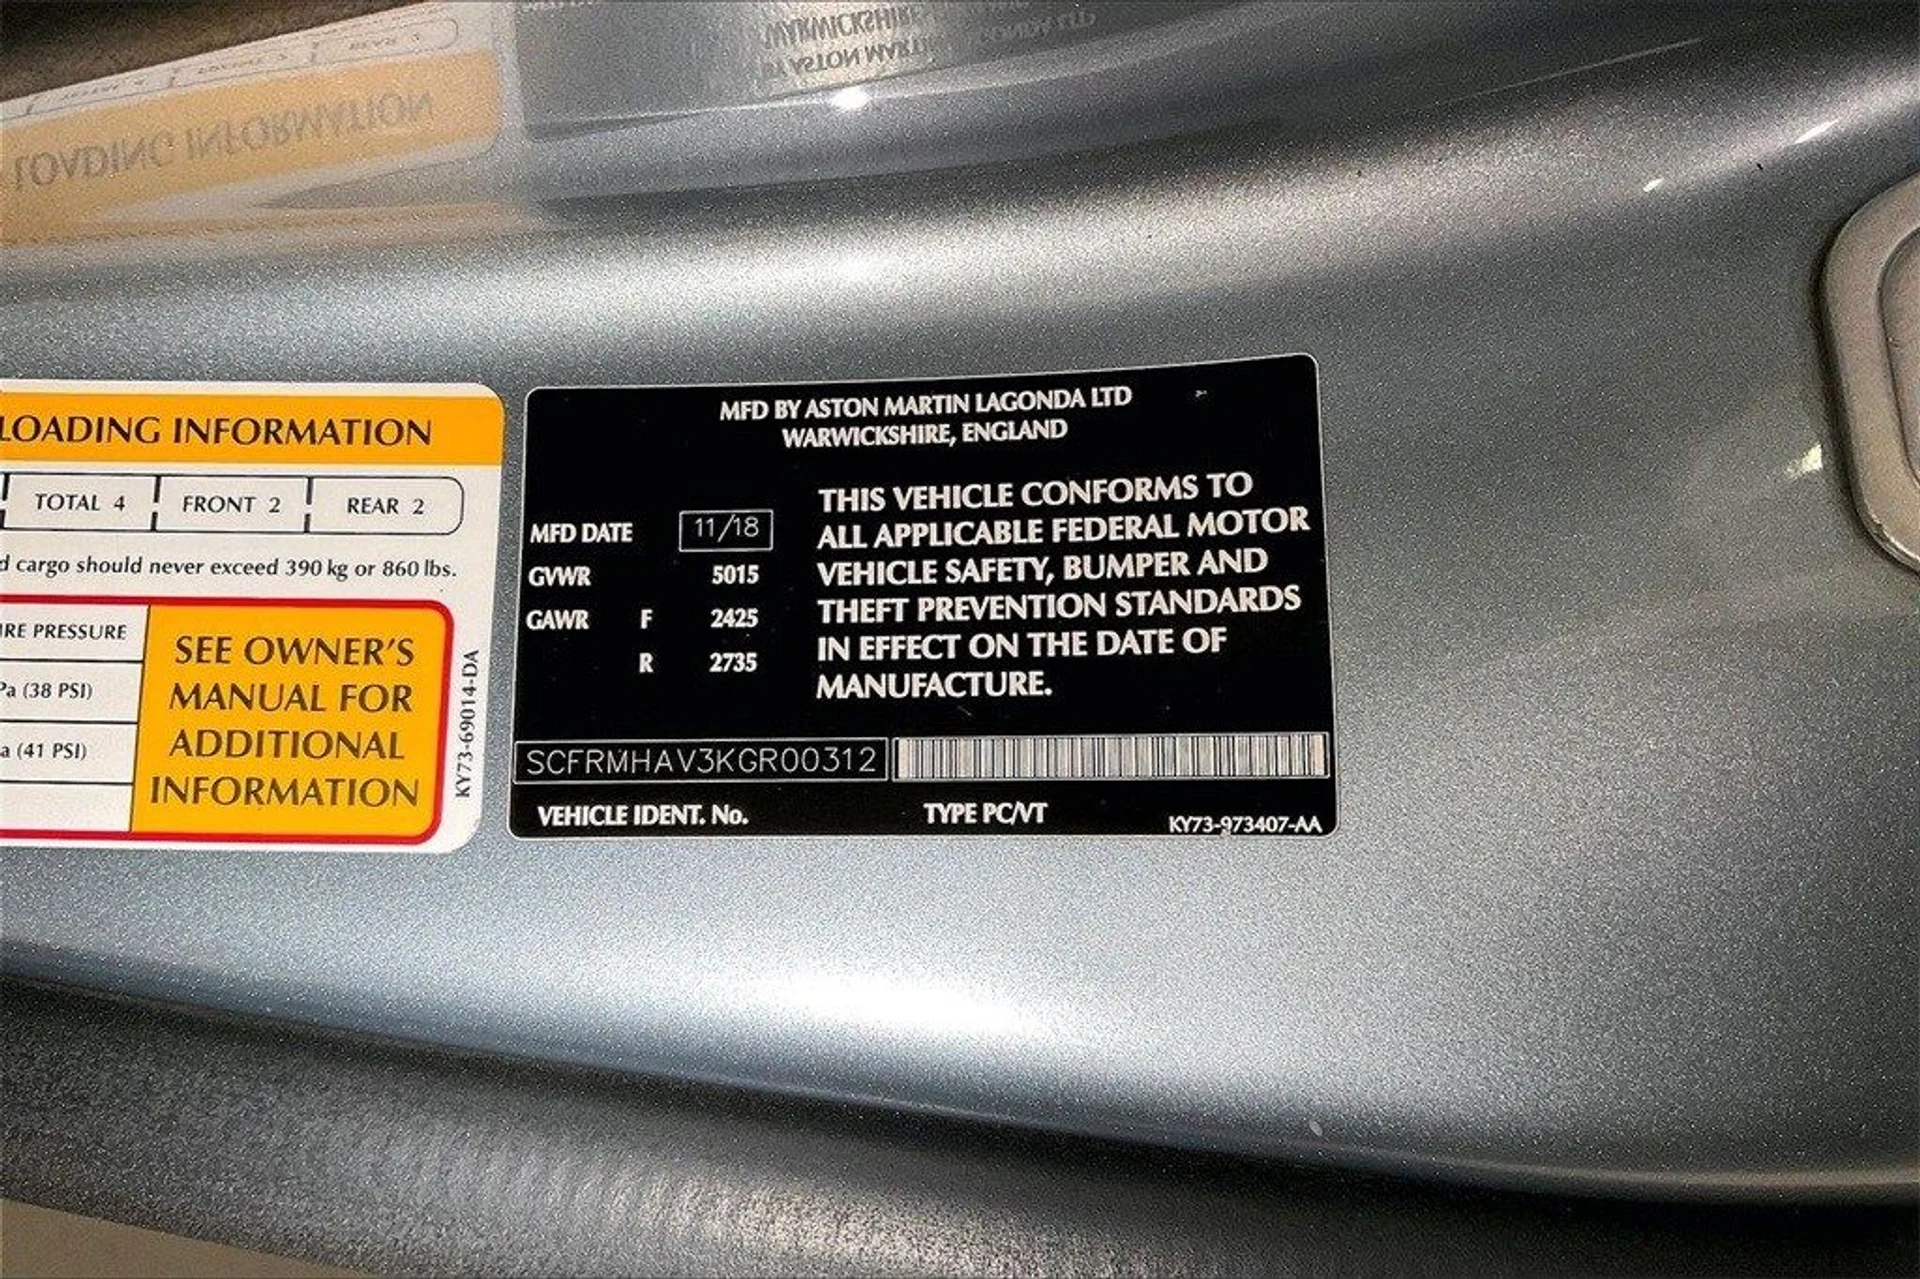 LOADING INFORMATION
TOTAL 4 FRONT 2 REAR 2
cargo should never exceed 390 kg or 860 lbs.
PRESSURE
(38 PSI)
(41 PSI)
SEE OWNER'S
MANUAL FOR
ADDITIONAL
INFORMATION
KY73-69014-DA
MFD BY ASTON MARTIN LAGONDA LTD
WARWICKSHIRE, ENGLAND
MFD DATE 11/18
GVWR 5015
GAWR F 2425
R 2735
THIS VEHICLE CONFORMS TO
ALL APPLICABLE FEDERAL MOTOR
VEHICLE SAFETY, BUMPER AND
THEFT PREVENTION STANDARDS
IN EFFECT ON THE DATE OF
MANUFACTURE.
SCFRMHAV3KGR00312
VEHICLE IDENT. No. TYPE PC/VT KY73-973407-AA